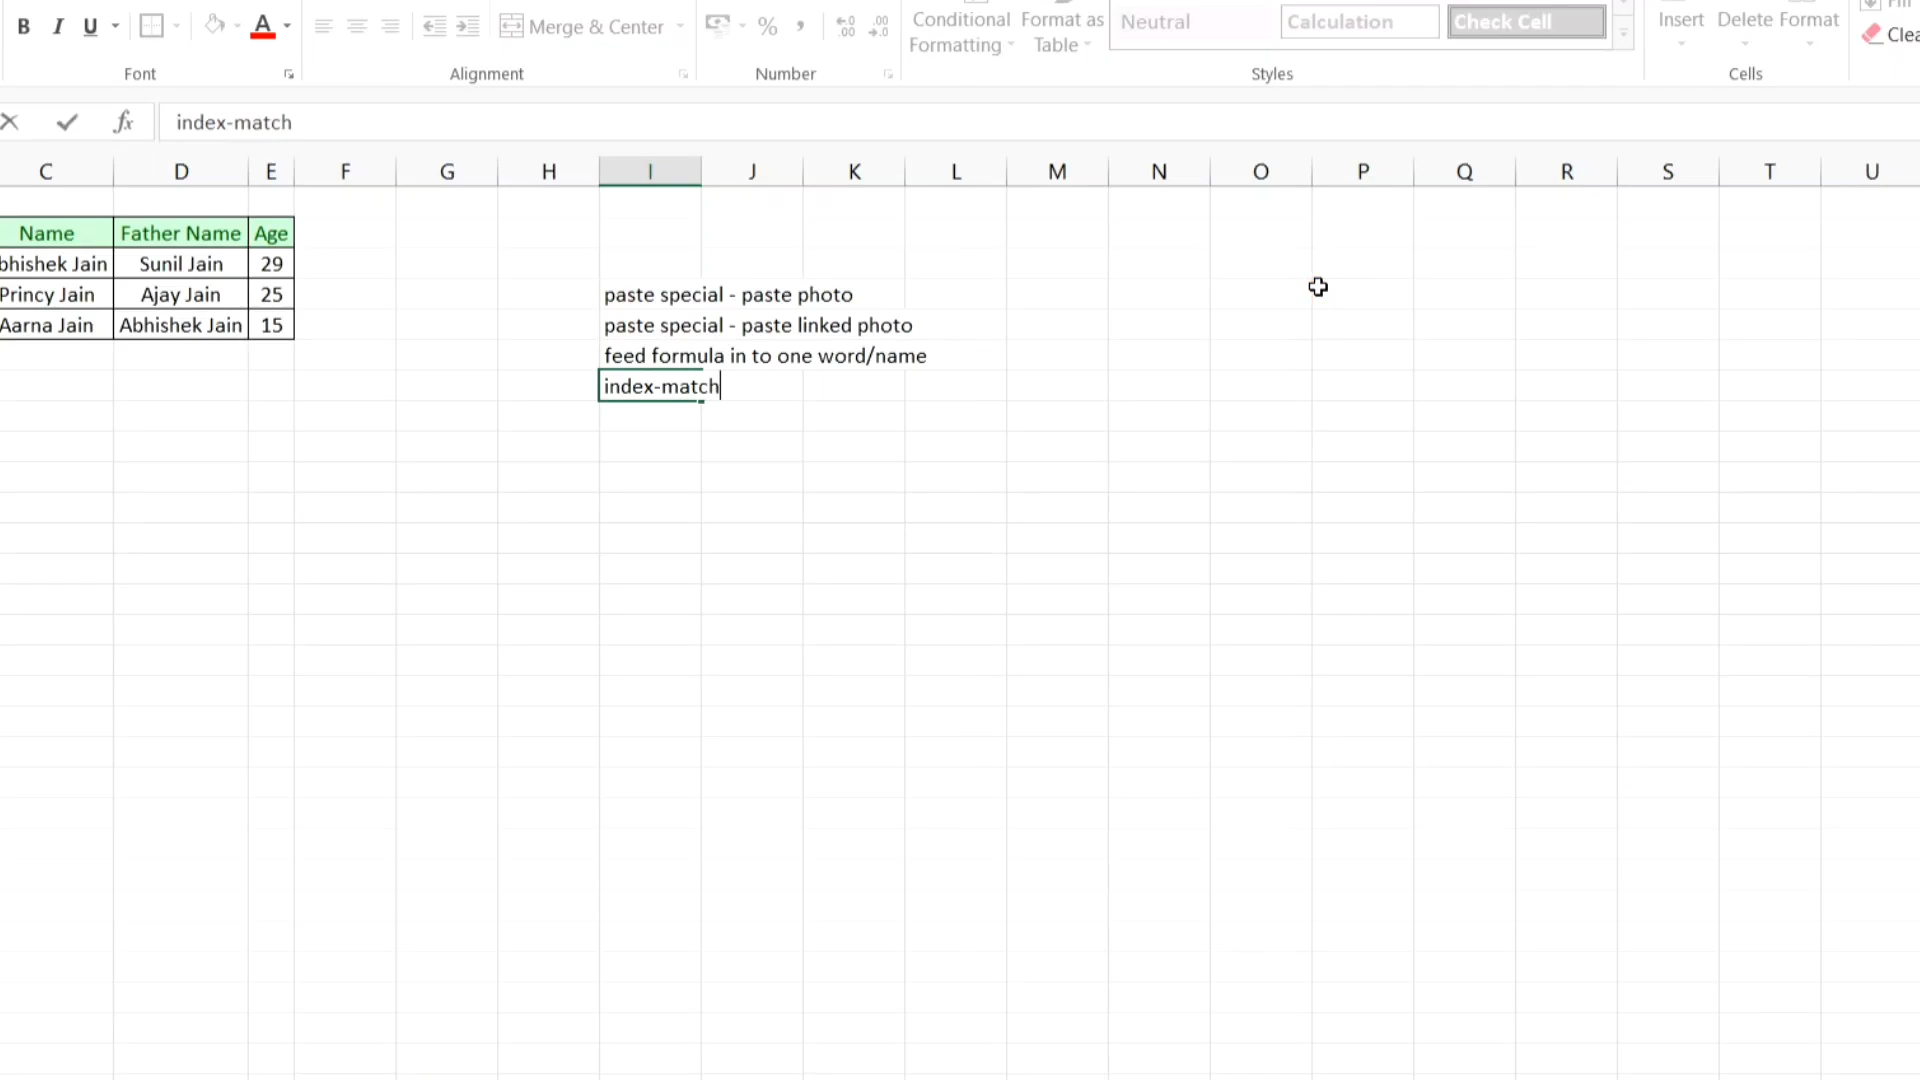 B I U A Merge & Center % , Conditional Formatting Format as Table Neutral Calculation Check Cell Insert Delete Format
Font Alignment Number Styles Cells
fx index-match
C D E F G H I J K L M N O P Q R S T U
Name Father Name Age
bhishek Jain Sunil Jain 29
Princy Jain Ajay Jain 25
Aarna Jain Abhishek Jain 15
paste special - paste photo
paste special - paste linked photo
feed formula in to one word/name
index-match